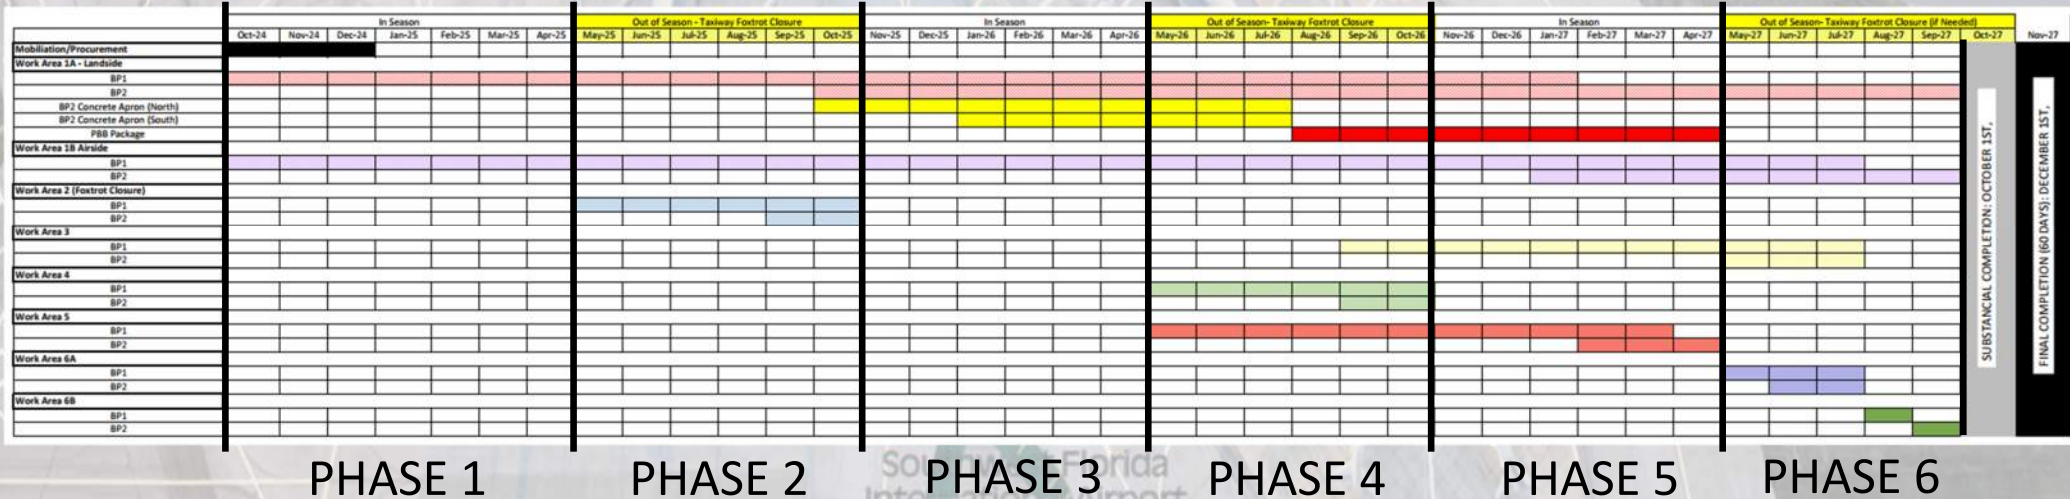 In Season Out of Season - Taxiway Foxtrot Closure In Season Out of Season- Taxiway Foxtrot Closure In Season Out of Season- Taxiway Foxtrot Closure (if Needed)
Oct-24 Nov-24 Dec-24 Jan-25 Feb-25 Mar-25 Apr-25 May-25 Jun-25 Jul-25 Aug-25 Sep-25 Oct-25 Nov-25 Dec-25 Jan-26 Feb-26 Mar-26 Apr-26 May-26 Jun-26 Jul-26 Aug-26 Sep-26 Oct-26 Nov-26 Dec-26 Jan-27 Feb-27 Mar-27 Apr-27 May-27 Jun-27 Jul-27 Aug-27 Sep-27 Oct-27 Nov-27
Mobiliation/Procurement
Work Area 1A - Landside
BP1
BP2
BP2 Concrete Apron (North)
BP2 Concrete Apron (South)
PBB Package
Work Area 1B Airside
BP1
BP2
Work Area 2 (Foxtrot Closure)
BP1
BP2
Work Area 3
BP1
BP2
Work Area 4
BP1
BP2
Work Area 5
BP1
BP2
Work Area 6A
BP1
BP2
Work Area 6B
BP1
BP2
SUBSTANCIAL COMPLETION: OCTOBER 1ST,
FINAL COMPLETION (60 DAYS): DECEMBER 1ST,
PHASE 1 PHASE 2 PHASE 3 PHASE 4 PHASE 5 PHASE 6
Florida